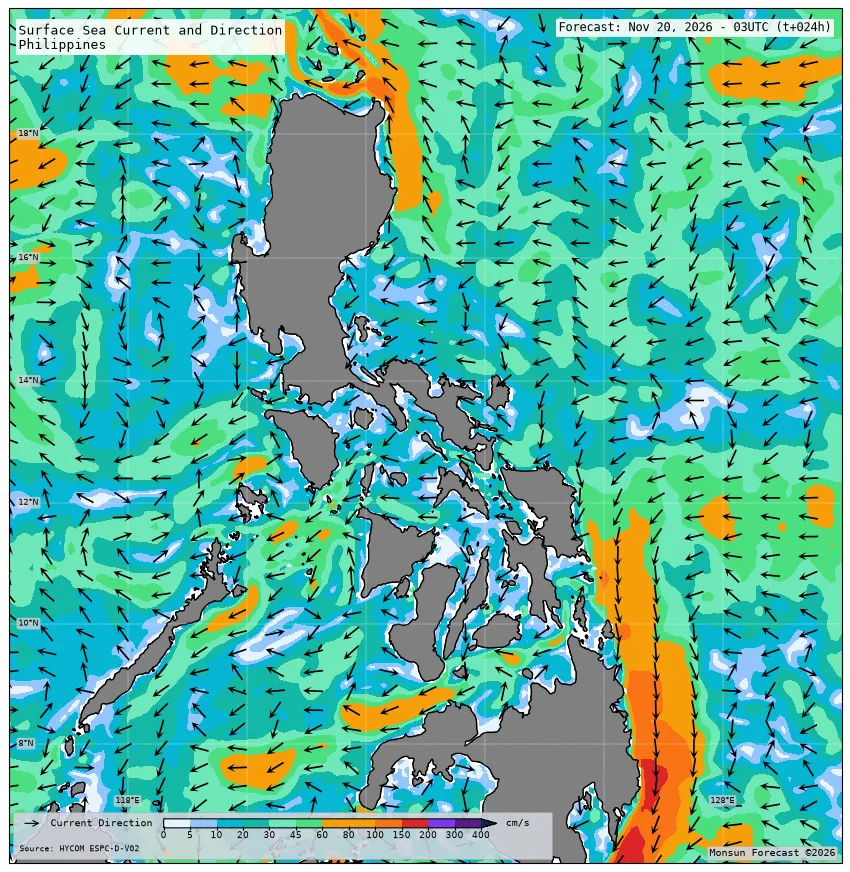 Surface Sea Current and Direction
Philippines
Forecast: Nov 20, 2026 - 03UTC (t+024h)
18°N
16°N
14°N
12°N
10°N
8°N
118°E
128°E
Current Direction
0 5 10 20 30 45 60 80 100 150 200 300 400
cm/s
Source: HYCOM ESPC-D-V02
Monsun Forecast ©2026